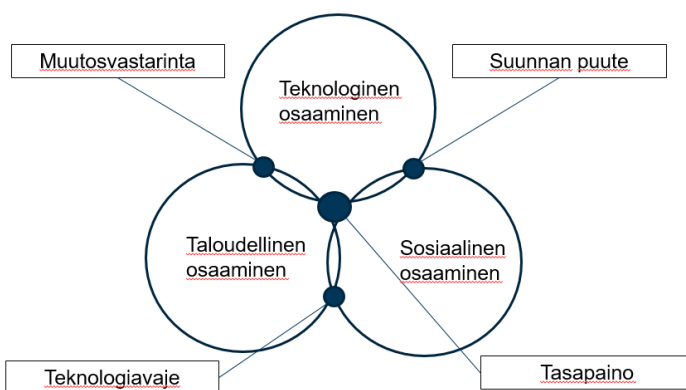 Muutosvastarinta
Suunnan puute
Teknologinen
osaaminen
Taloudellinen
osaaminen
Sosiaalinen
osaaminen
Teknologiavaje
Tasapaino